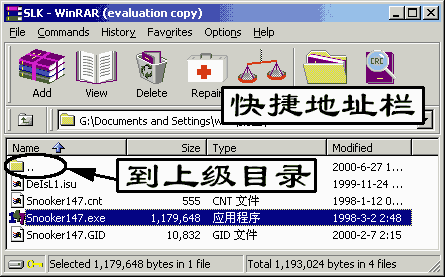 SLK - WinRAR (evaluation copy)
File Commands History Favorites Options Help
Add View Delete Repair
CRC
快捷地址栏
G:\Documents and Settings\
Name Size Type Modified
.. 2000-6-27 1...
到上级目录
DeIsL1.isu 1999-11-24 ...
Snooker147.cnt 555 CNT 文件 1998-1-12 0...
Snooker147.exe 1,179,648 应用程序 1998-3-2 2:48
Snooker147.GID 10,832 GID 文件 2000-2-7 2:15
Selected 1,179,648 bytes in 1 file Total 1,193,024 bytes in 4 files